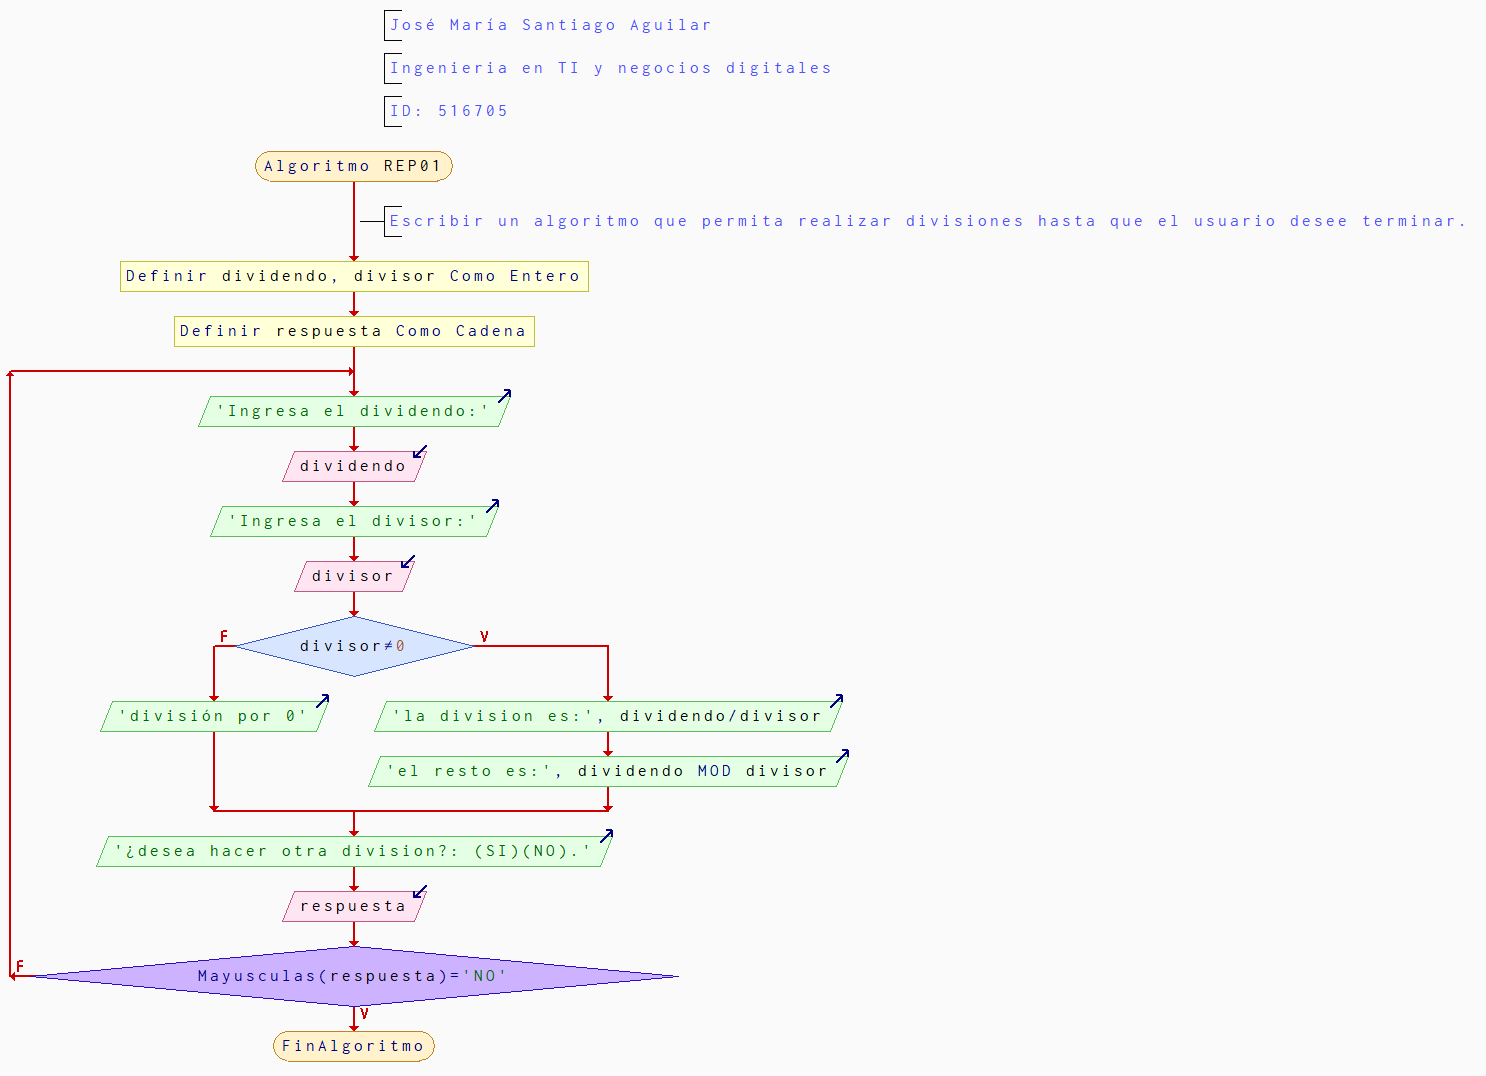 José María Santiago Aguilar
Ingenieria en TI y negocios digitales
ID: 516705
Algoritmo REP01
Escribir un algoritmo que permita realizar divisiones hasta que el usuario desee terminar.
Definir dividendo, divisor Como Entero
Definir respuesta Como Cadena
'Ingresa el dividendo:'
dividendo
'Ingresa el divisor:'
divisor
F
divisor≠0
V
'división por 0'
'la division es:', dividendo/divisor
'el resto es:', dividendo MOD divisor
'¿desea hacer otra division?: (SI)(NO).'
respuesta
F
Mayusculas(respuesta)='NO'
V
FinAlgoritmo